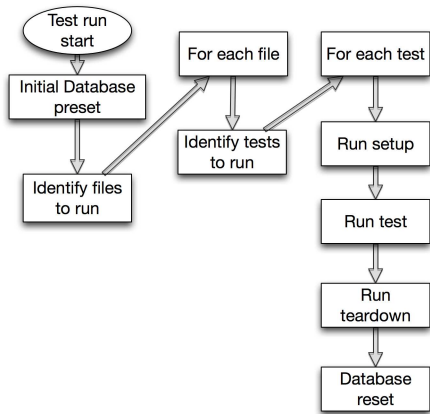 Test run
start
Initial Database
preset
Identify files
to run
For each file
Identify tests
to run
For each test
Run setup
Run test
Run
teardown
Database
reset